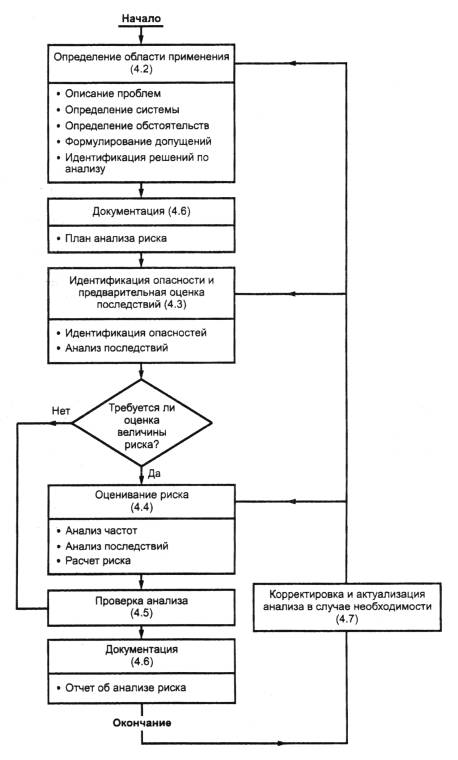 Начало
Определение области применения
(4.2)
• Описание проблем
• Определение системы
• Определение обстоятельств
• Формулирование допущений
• Идентификация решений по
анализу
Документация (4.6)
• План анализа риска
Идентификация опасности и
предварительная оценка
последствий (4.3)
• Идентификация опасностей
• Анализ последствий
Нет
Требуется ли
оценка
величины
риска?
Да
Оценивание риска
(4.4)
• Анализ частот
• Анализ последствий
• Расчет риска
Проверка анализа
(4.5)
Корректировка и актуализация
анализа в случае необходимости
(4.7)
Документация
(4.6)
• Отчет об анализе риска
Окончание